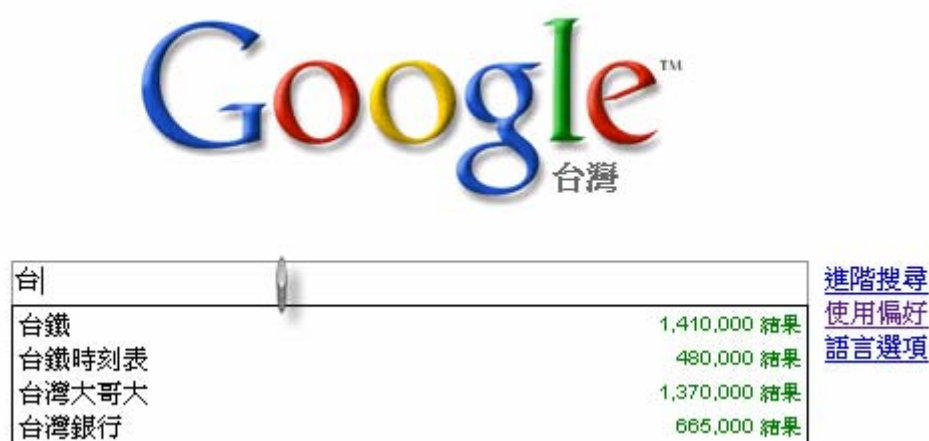 Google™
台灣
台
進階搜尋
使用偏好
語言選項
台鐵 1,410,000 結果
台鐵時刻表 480,000 結果
台灣大哥大 1,370,000 結果
台灣銀行 665,000 結果